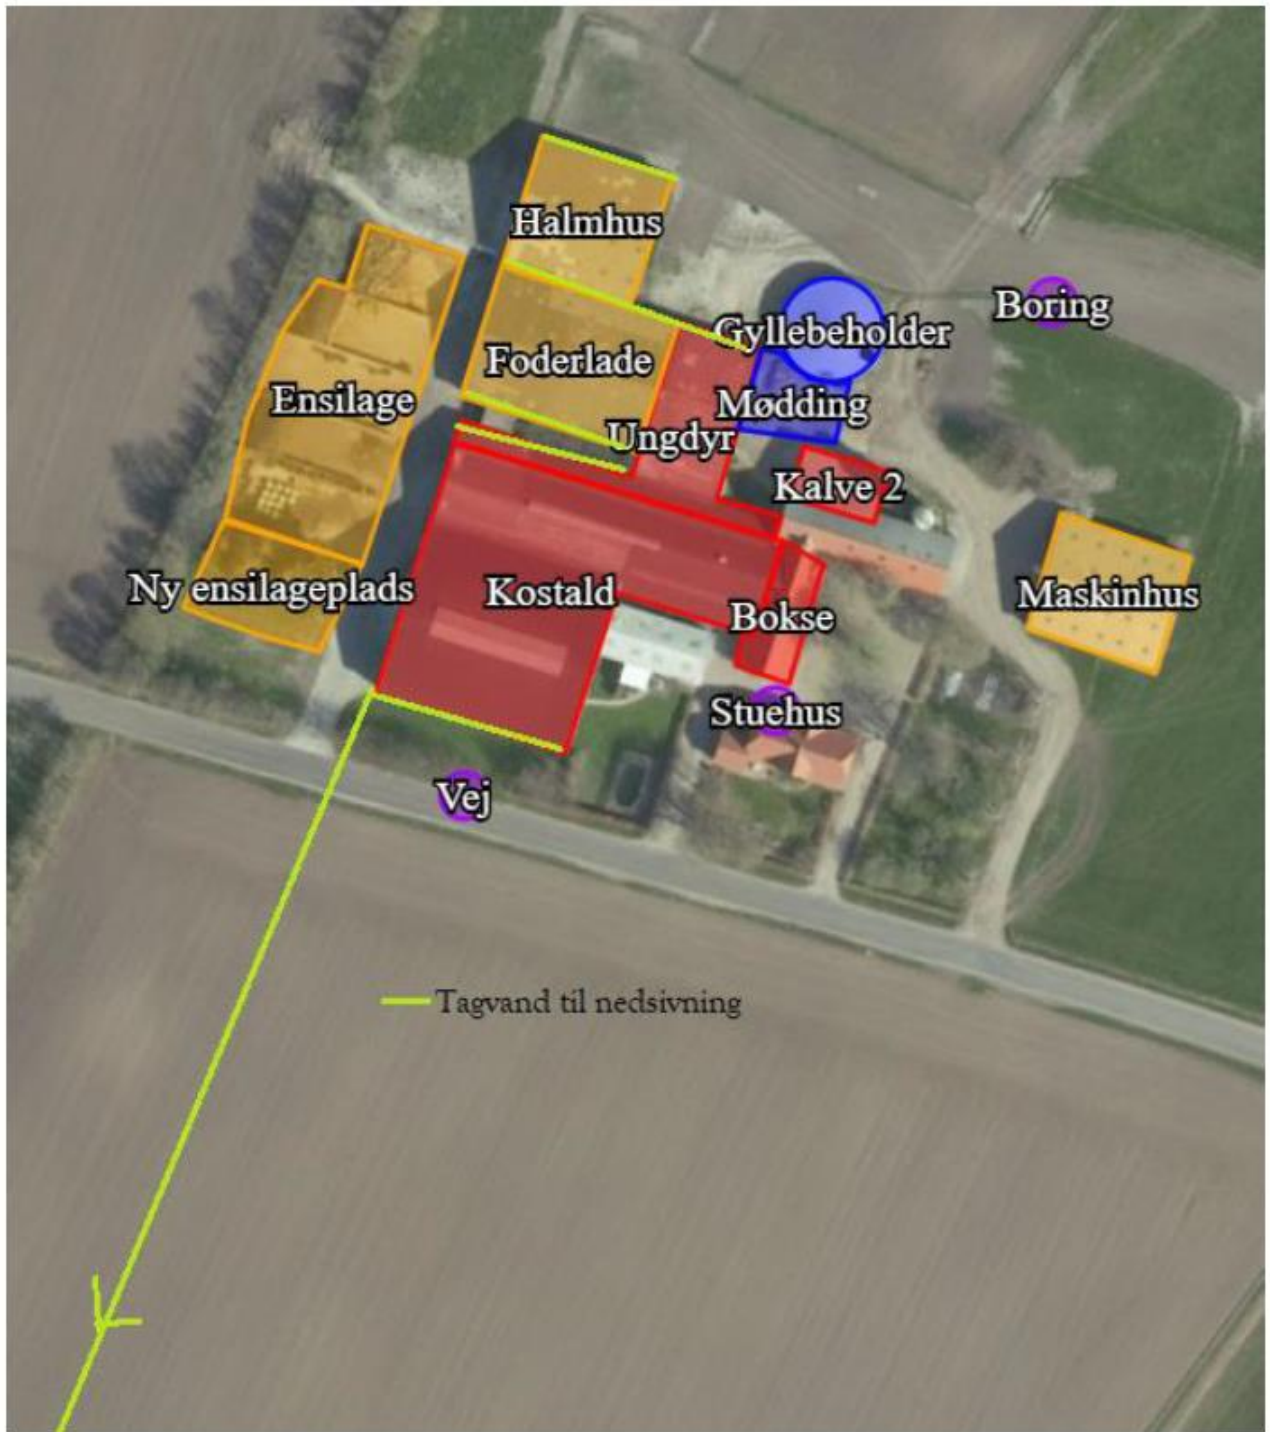 Halmhus
Boring
Gyllebeholder
Foderlade
Ensilage
Mødding
Ungdyr
Kalve 2
Ny ensilageplads
Kostald
Maskinhus
Bokse
Stuehus
Vej
Tagvand til nedsivning